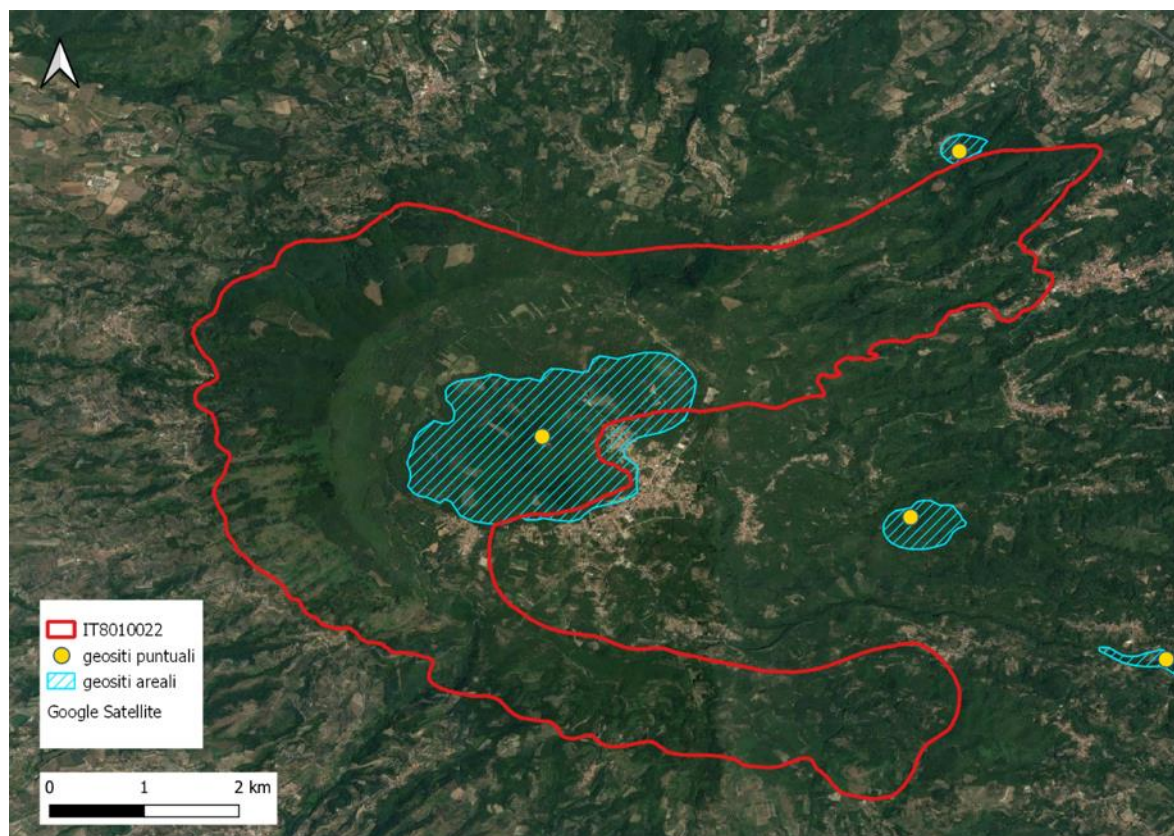 IT8010022
geositi puntuali
geositi areali
Google Satellite
0 1 2 km